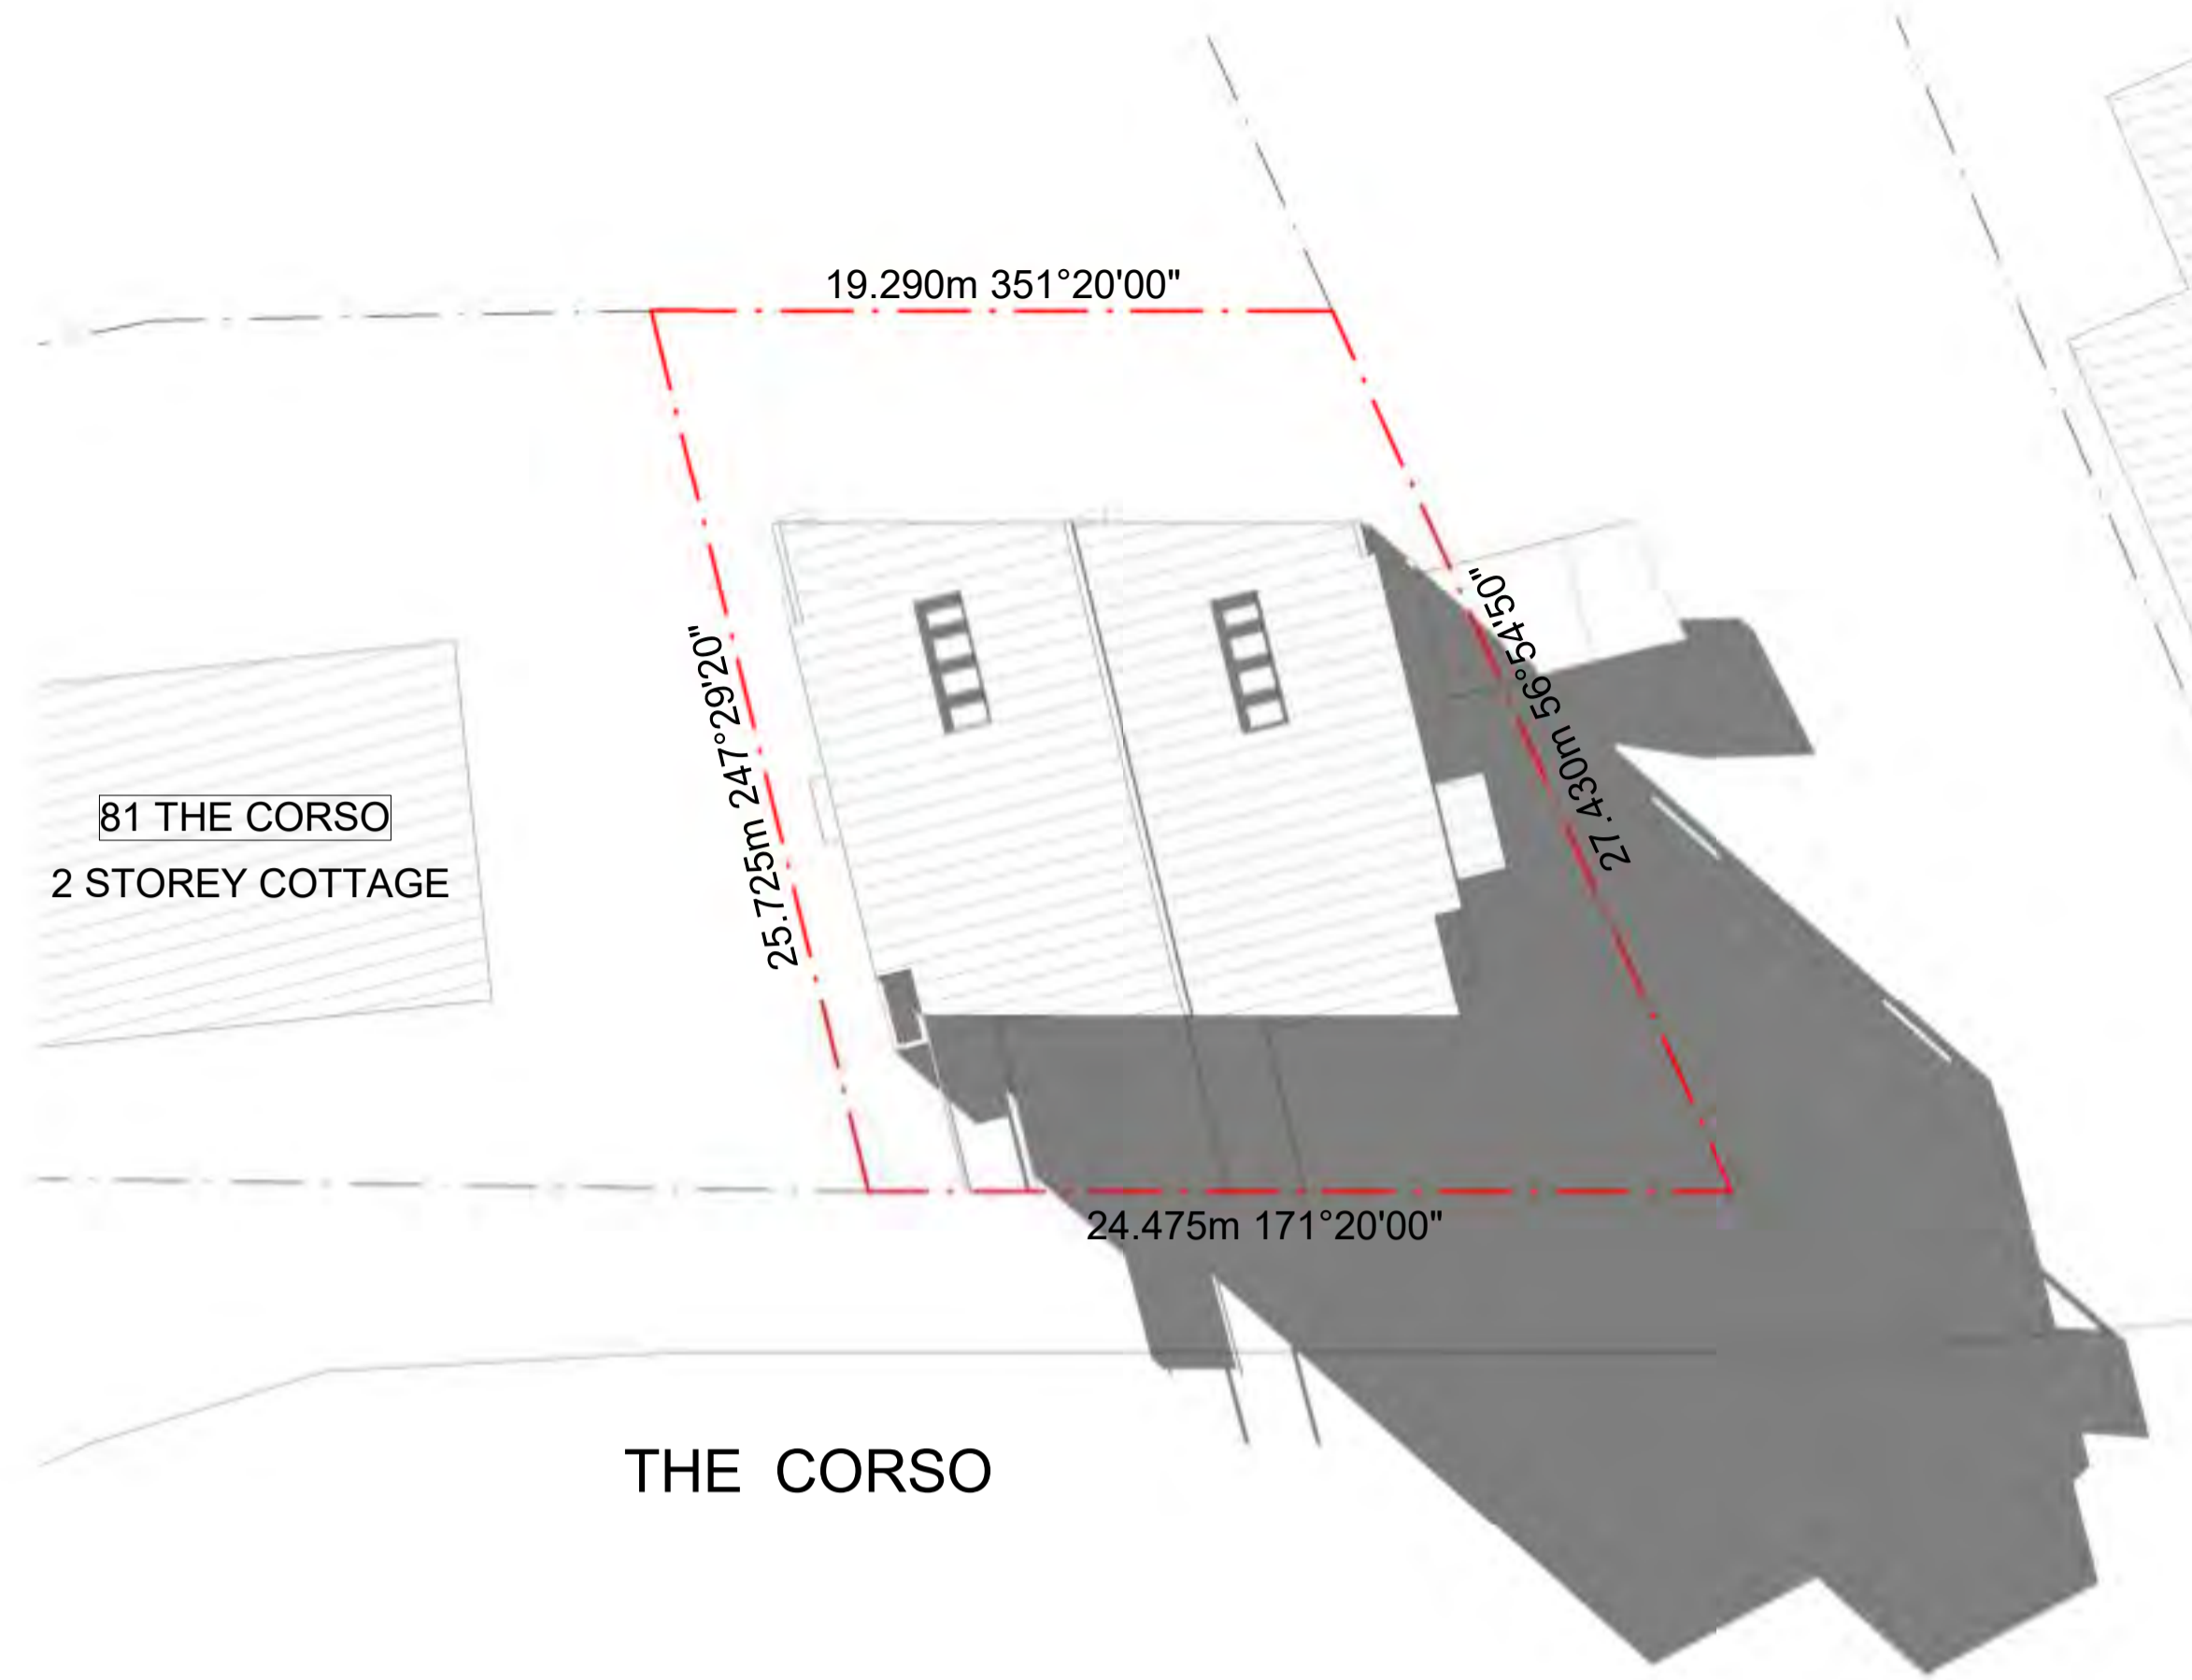 19.290m 351°20'00"
27.430m 56°54'50"
25.725m 247°29'20"
81 THE CORSO
2 STOREY COTTAGE
24.475m 171°20'00"
THE CORSO